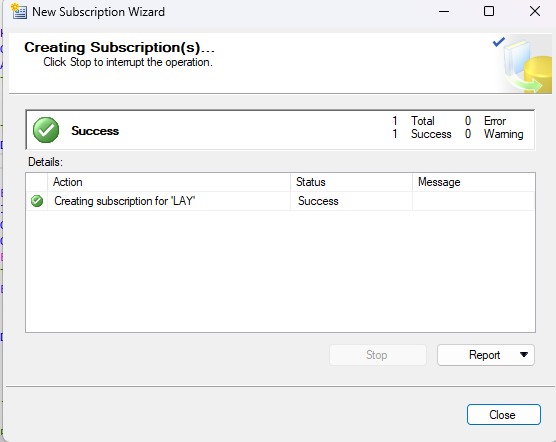 New Subscription Wizard
Creating Subscription(s)...
Click Stop to interrupt the operation.
Success
1 Total 0 Error
1 Success 0 Warning
Details:
Action Status Message
Creating subscription for 'LAY' Success
Stop
Report
Close